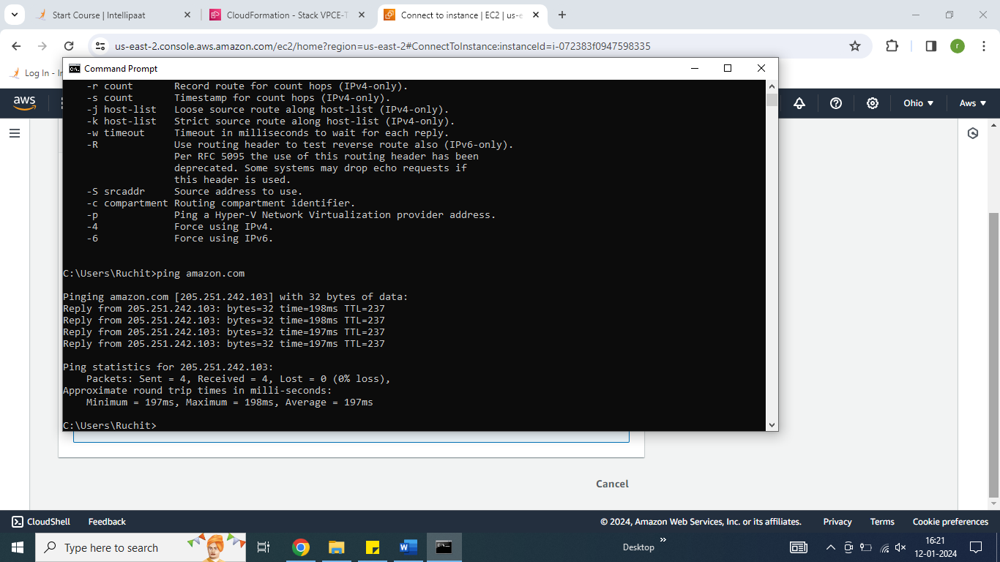 Start Course | Intellipaat
CloudFormation - Stack VPCE-T
Connect to instance | EC2 | us-e
us-east-2.console.aws.amazon.com/ec2/home?region=us-east-2#ConnectToInstance:instanceId=i-072383f0947598335
r
Log In - In
Command Prompt
aws
Ohio
Aws
-r count Record route for count hops (IPv4-only).
-s count Timestamp for count hops (IPv4-only).
-j host-list Loose source route along host-list (IPv4-only).
-k host-list Strict source route along host-list (IPv4-only).
-w timeout Timeout in milliseconds to wait for each reply.
-R Use routing header to test reverse route also (IPv6-only).
Per RFC 5095 the use of this routing header has been
deprecated. Some systems may drop echo requests if
this header is used.
-S srcaddr Source address to use.
-c compartment Routing compartment identifier.
-p Ping a Hyper-V Network Virtualization provider address.
-4 Force using IPv4.
-6 Force using IPv6.
C:\Users\Ruchit>ping amazon.com
Pinging amazon.com [205.251.242.103] with 32 bytes of data:
Reply from 205.251.242.103: bytes=32 time=198ms TTL=237
Reply from 205.251.242.103: bytes=32 time=198ms TTL=237
Reply from 205.251.242.103: bytes=32 time=197ms TTL=237
Reply from 205.251.242.103: bytes=32 time=197ms TTL=237
Ping statistics for 205.251.242.103:
Packets: Sent = 4, Received = 4, Lost = 0 (0% loss),
Approximate round trip times in milli-seconds:
Minimum = 197ms, Maximum = 198ms, Average = 197ms
C:\Users\Ruchit>
Cancel
CloudShell Feedback
© 2024, Amazon Web Services, Inc. or its affiliates. Privacy Terms Cookie preferences
Type here to search
Desktop
16:21
12-01-2024